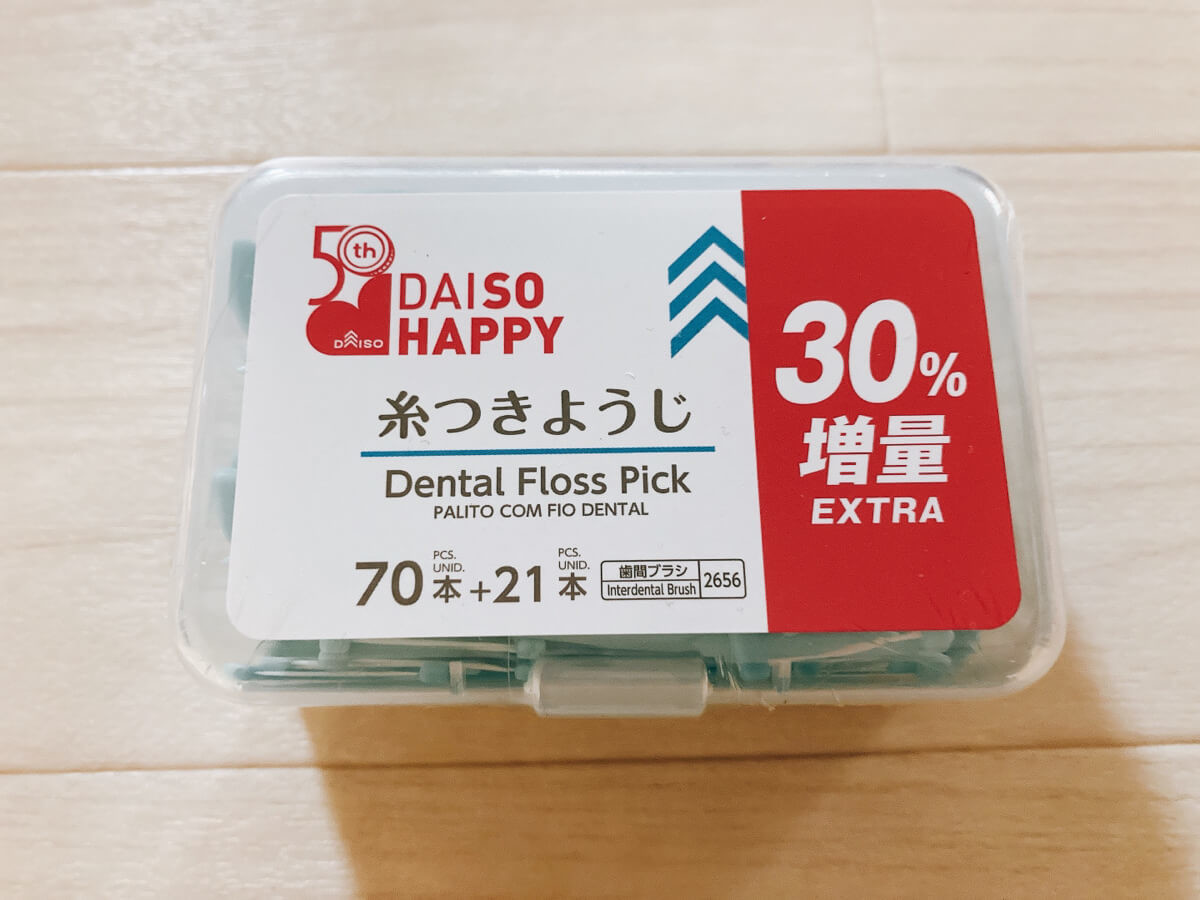 50th
DAISO
DAISO
HAPPY
糸つきようじ
Dental Floss Pick
PALITO COM FIO DENTAL
PCS.
UNID.
70本+21本
PCS.
UNID.
歯間ブラシ
Interdental Brush
2656
30%
増量
EXTRA